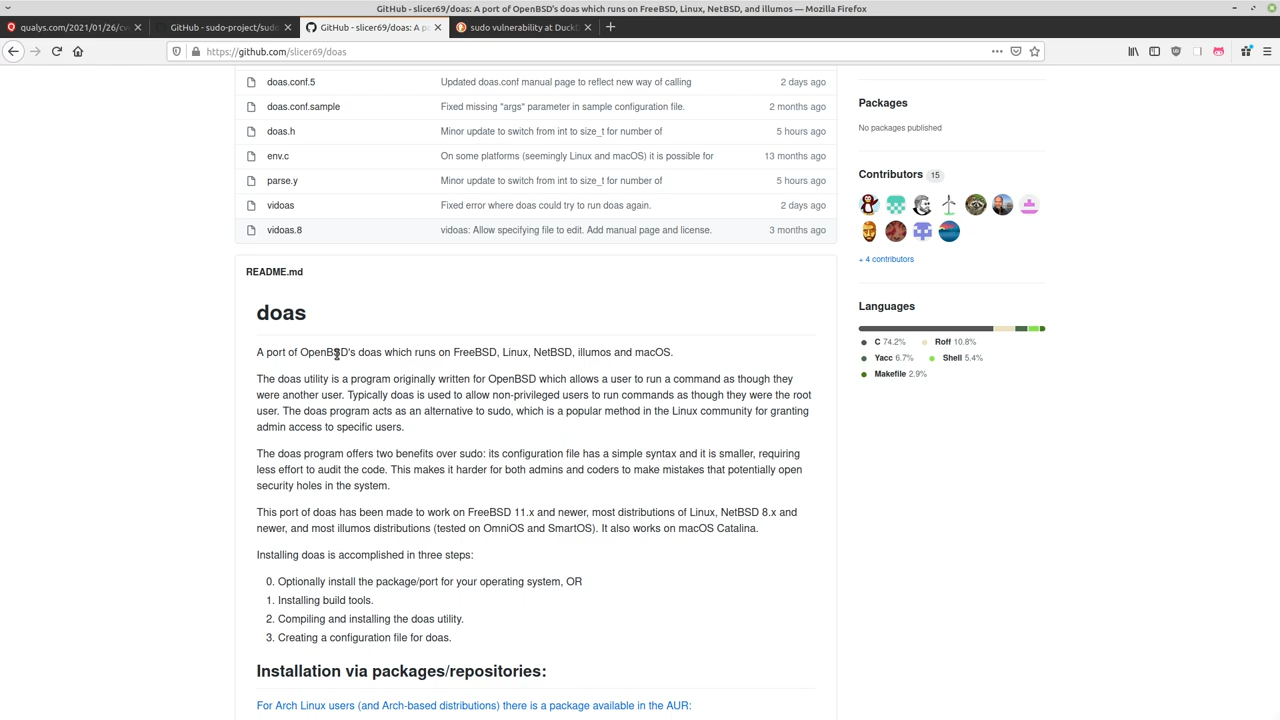 GitHub - slicer69/doas: A port of OpenBSD's doas which runs on FreeBSD, Linux, NetBSD, and illumos — Mozilla Firefox
qualys.com/2021/01/26/cv
GitHub - sudo-project/sudo
GitHub - slicer69/doas: A po
sudo vulnerability at DuckD
https://github.com/slicer69/doas
doas.conf.5 Updated doas.conf manual page to reflect new way of calling 2 days ago
doas.conf.sample Fixed missing "args" parameter in sample configuration file. 2 months ago
doas.h Minor update to switch from int to size_t for number of 5 hours ago
env.c On some platforms (seemingly Linux and macOS) it is possible for 13 months ago
parse.y Minor update to switch from int to size_t for number of 5 hours ago
vidoas Fixed error where doas could try to run doas again. 2 days ago
vidoas.8 vidoas: Allow specifying file to edit. Add manual page and license. 3 months ago
README.md
doas
A port of OpenBSD's doas which runs on FreeBSD, Linux, NetBSD, illumos and macOS.
The doas utility is a program originally written for OpenBSD which allows a user to run a command as though they
were another user. Typically doas is used to allow non-privileged users to run commands as though they were the root
user. The doas program acts as an alternative to sudo, which is a popular method in the Linux community for granting
admin access to specific users.
The doas program offers two benefits over sudo: its configuration file has a simple syntax and it is smaller, requiring
less effort to audit the code. This makes it harder for both admins and coders to make mistakes that potentially open
security holes in the system.
This port of doas has been made to work on FreeBSD 11.x and newer, most distributions of Linux, NetBSD 8.x and
newer, and most illumos distributions (tested on OmniOS and SmartOS). It also works on macOS Catalina.
Installing doas is accomplished in three steps:
0. Optionally install the package/port for your operating system, OR
1. Installing build tools.
2. Compiling and installing the doas utility.
3. Creating a configuration file for doas.
Installation via packages/repositories:
For Arch Linux users (and Arch-based distributions) there is a package available in the AUR:
Packages
No packages published
Contributors 15
+ 4 contributors
Languages
C 74.2% Roff 10.8%
Yacc 6.7% Shell 5.4%
Makefile 2.9%